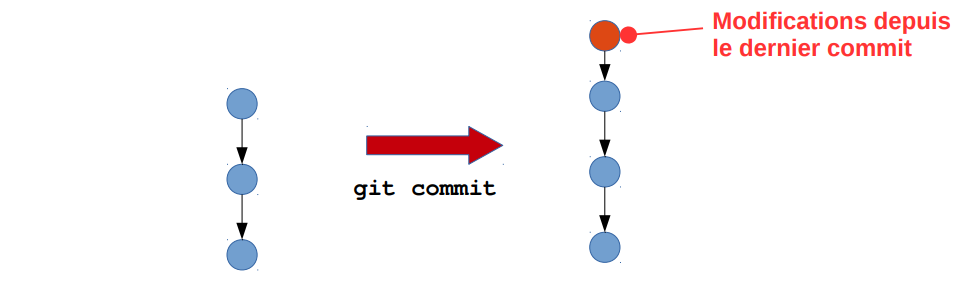 Modifications depuis
le dernier commit
git commit